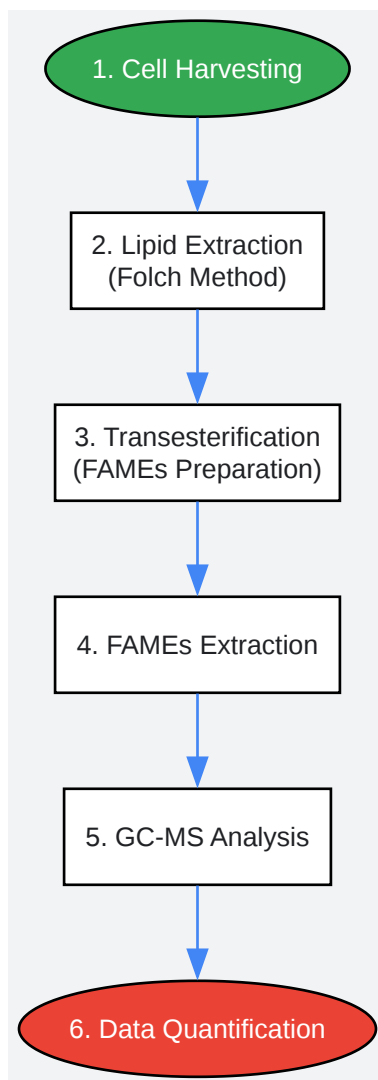 1. Cell Harvesting
2. Lipid Extraction
(Folch Method)
3. Transesterification
(FAMEs Preparation)
4. FAMEs Extraction
5. GC-MS Analysis
6. Data Quantification